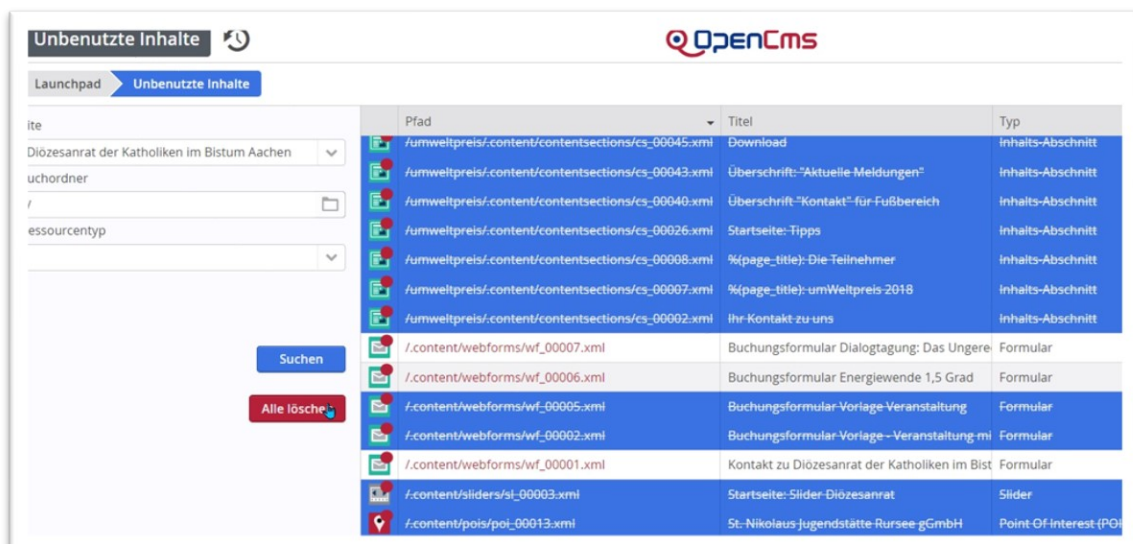 Unbenutzte Inhalte
OpenCms
Launchpad Unbenutzte Inhalte
ite
Diözesanrat der Katholiken im Bistum Aachen
uchordner
/
essourcentyp
Suchen
Alle lösche
Pfad Titel Typ
/umweltpreis/.content/contentsections/cs_00045.xml Download Inhalts-Abschnitt
/umweltpreis/.content/contentsections/cs_00043.xml Überschrift: "Aktuelle Meldungen" Inhalts-Abschnitt
/umweltpreis/.content/contentsections/cs_00040.xml Überschrift "Kontakt" für Fußbereich Inhalts-Abschnitt
/umweltpreis/.content/contentsections/cs_00026.xml Startseite: Tipps Inhalts-Abschnitt
/umweltpreis/.content/contentsections/cs_00008.xml %(page_title): Die Teilnehmer Inhalts-Abschnitt
/umweltpreis/.content/contentsections/cs_00007.xml %(page_title): umWeltpreis 2018 Inhalts-Abschnitt
/umweltpreis/.content/contentsections/cs_00002.xml Ihr Kontakt zu uns Inhalts-Abschnitt
/.content/webforms/wf_00007.xml Buchungsformular Dialogtagung: Das Ungere Formular
/.content/webforms/wf_00006.xml Buchungsformular Energiewende 1,5 Grad Formular
/.content/webforms/wf_00005.xml Buchungsformular Vorlage Veranstaltung Formular
/.content/webforms/wf_00002.xml Buchungsformular Vorlage - Veranstaltung mi Formular
/.content/webforms/wf_00001.xml Kontakt zu Diözesanrat der Katholiken im Bist Formular
/.content/sliders/sl_00003.xml Startseite: Slider Diözesanrat Slider
/.content/pois/poi_00013.xml St. Nikolaus Jugendstätte Rursee gGmbH Point Of Interest (POI